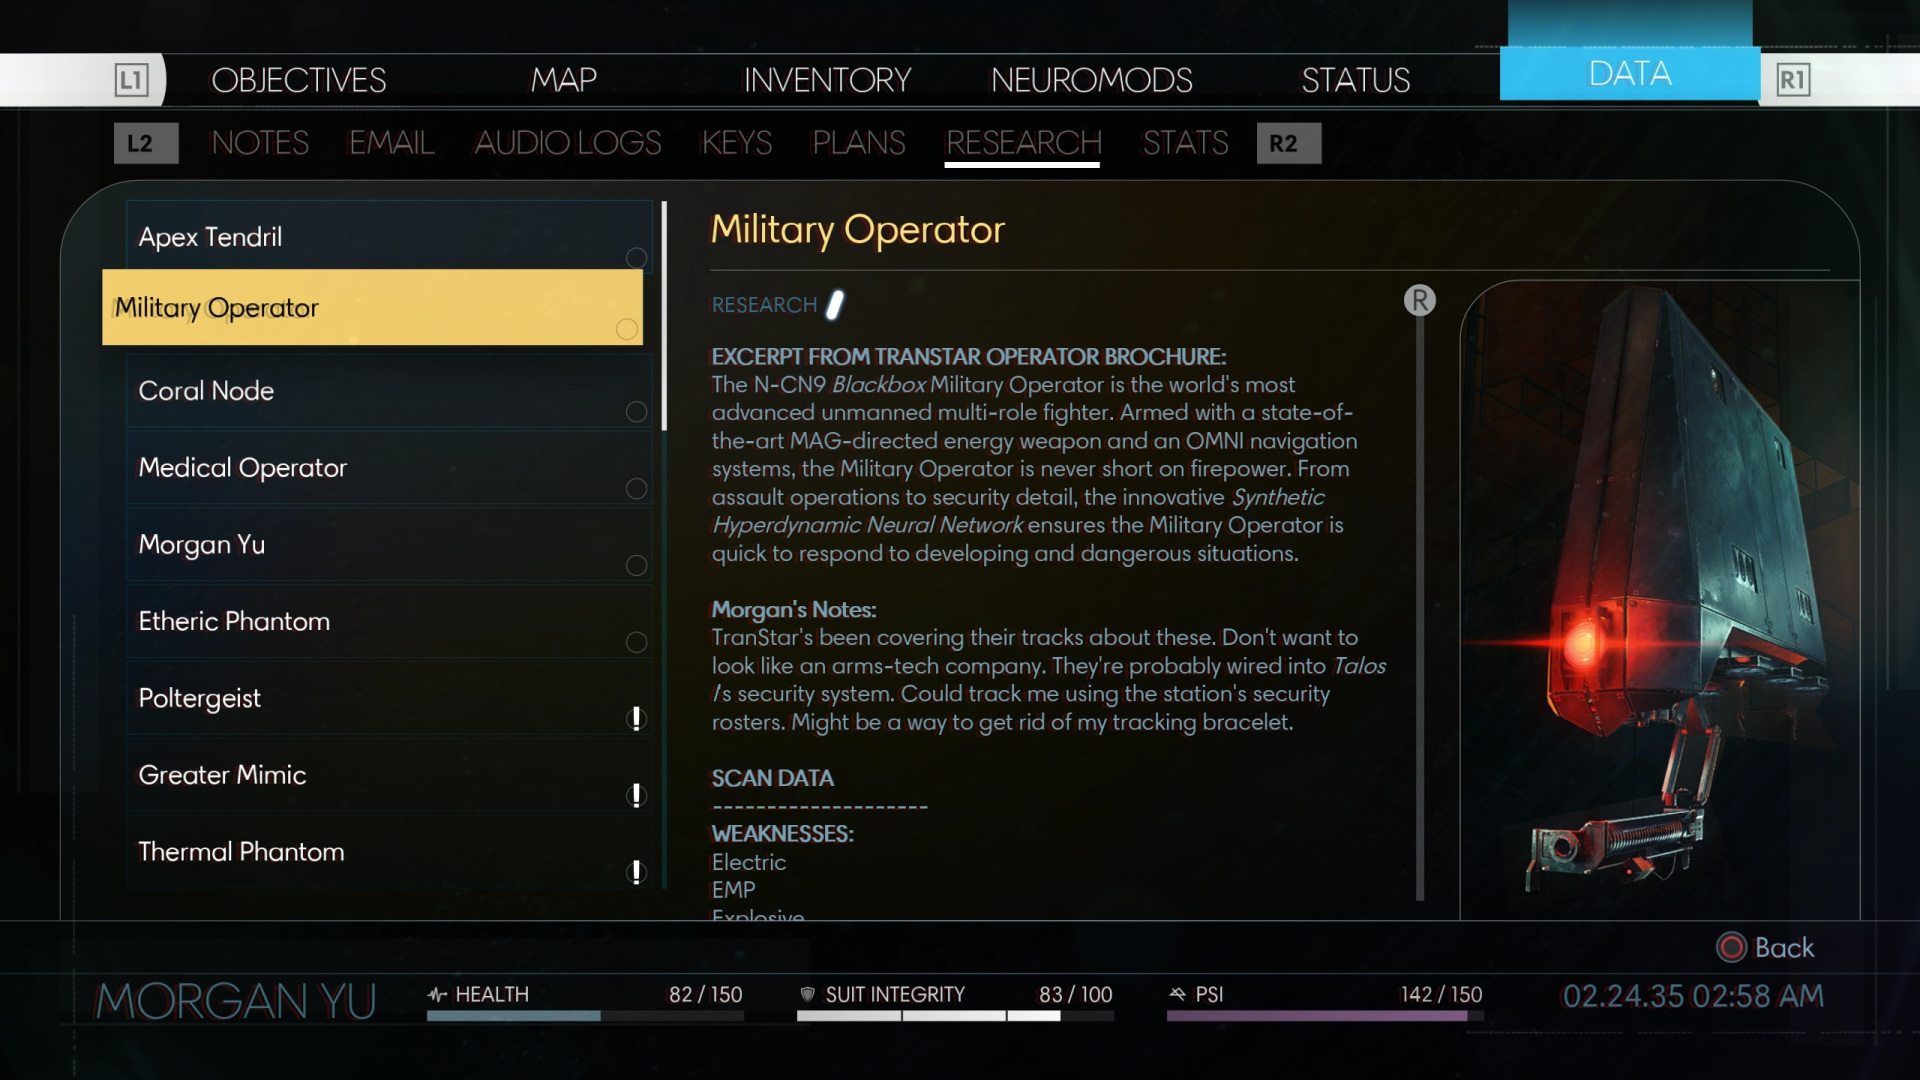 L1 OBJECTIVES MAP INVENTORY NEUROMODS STATUS DATA R1
L2 NOTES EMAIL AUDIO LOGS KEYS PLANS RESEARCH STATS R2
Apex Tendril
Military Operator
Coral Node
Medical Operator
Morgan Yu
Etheric Phantom
Poltergeist
!
Greater Mimic
!
Thermal Phantom
!
Military Operator
RESEARCH
R
EXCERPT FROM TRANSTAR OPERATOR BROCHURE:
The N-CN9 Blackbox Military Operator is the world's most
advanced unmanned multi-role fighter. Armed with a state-of-
the-art MAG-directed energy weapon and an OMNI navigation
systems, the Military Operator is never short on firepower. From
assault operations to security detail, the innovative Synthetic
Hyperdynamic Neural Network ensures the Military Operator is
quick to respond to developing and dangerous situations.
Morgan's Notes:
TranStar's been covering their tracks about these. Don't want to
look like an arms-tech company. They're probably wired into Talos
I's security system. Could track me using the station's security
rosters. Might be a way to get rid of my tracking bracelet.
SCAN DATA
--------------------
WEAKNESSES:
Electric
EMP
Explosive
Back
MORGAN YU
HEALTH 82 / 150
SUIT INTEGRITY 83 / 100
PSI 142 / 150
02.24.35 02:58 AM